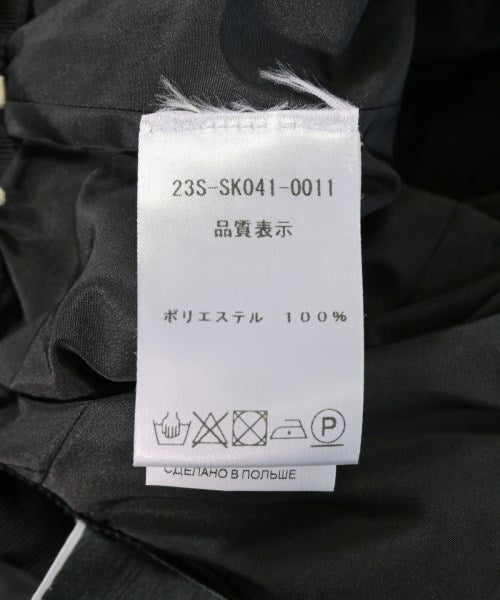 23S-SK041-0011
品質表示
ポリエステル 100%
P
СДЕЛАНО В ПОЛЬШЕ